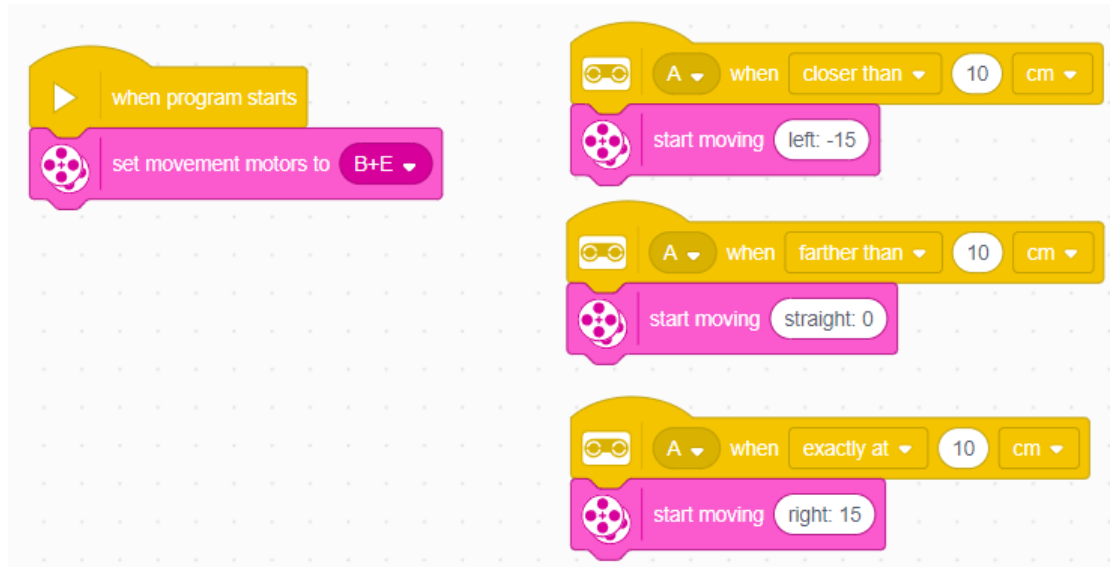 when program starts
set movement motors to B+E
A when closer than 10 cm
start moving left: -15
A when farther than 10 cm
start moving straight: 0
A when exactly at 10 cm
start moving right: 15